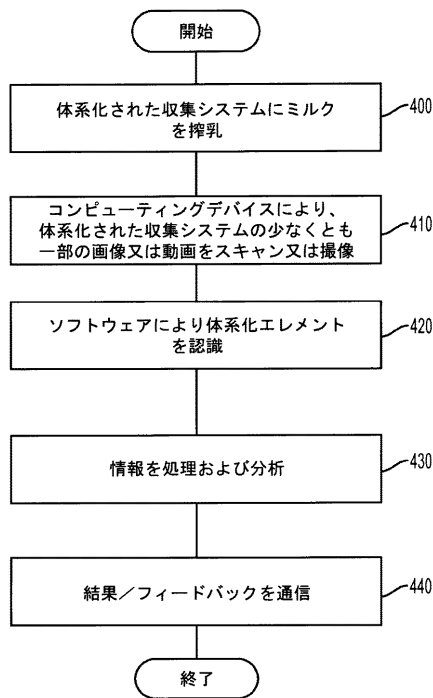 開始
体系化された収集システムにミルク
を搾乳
400
コンピューティングデバイスにより、
体系化された収集システムの少なくとも
一部の画像又は動画をスキャン又は撮像
410
ソフトウェアにより体系化エレメント
を認識
420
情報を処理および分析
430
結果/フィードバックを通信
440
終了